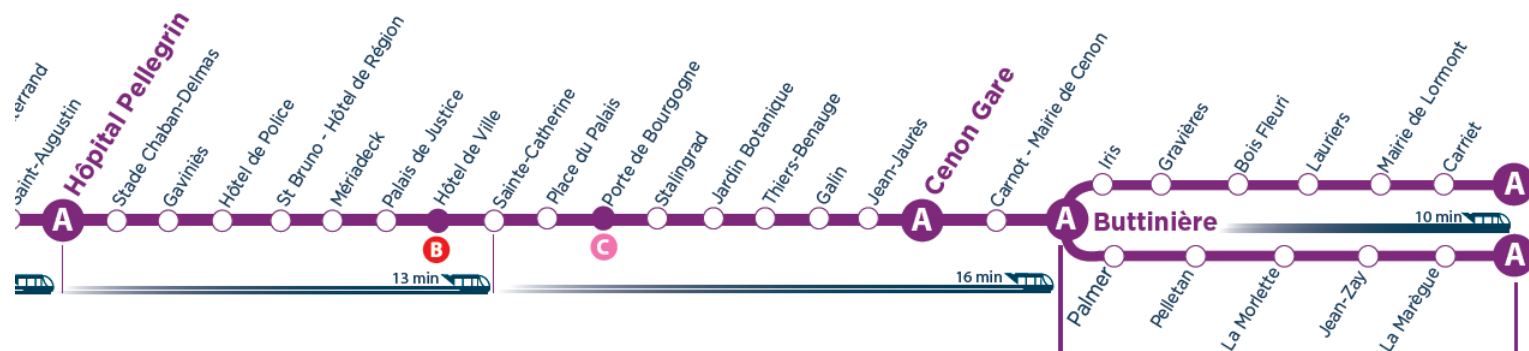 Saint-Augustin
A
Hôpital Pellegrin
Stade Chaban-Delmas
Gaviniès
Hôtel de Police
St Bruno - Hôtel de Région
Mériadeck
Palais de Justice
Hôtel de Ville
B
Sainte-Catherine
Place du Palais
Porte de Bourgogne
C
Stalingrad
Jardin Botanique
Thiers-Benauge
Galin
Jean-Jaurès
A
Cenon Gare
Carnot - Mairie de Cenon
A
Buttinière
Iris
Gravières
Bois Fleuri
Lauriers
Mairie de Lormont
Carriet
A
10 min
Palmer
Pelletan
La Morlette
Jean-Zay
La Marègue
A
13 min
16 min